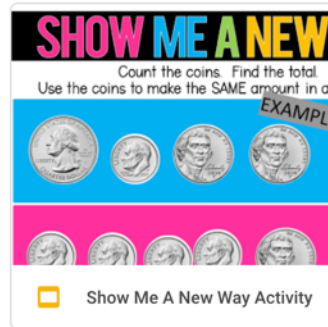 SHOW ME A NEW
Count the coins. Find the total.
Use the coins to make the SAME amount in a
EXAMPL
Show Me A New Way Activity